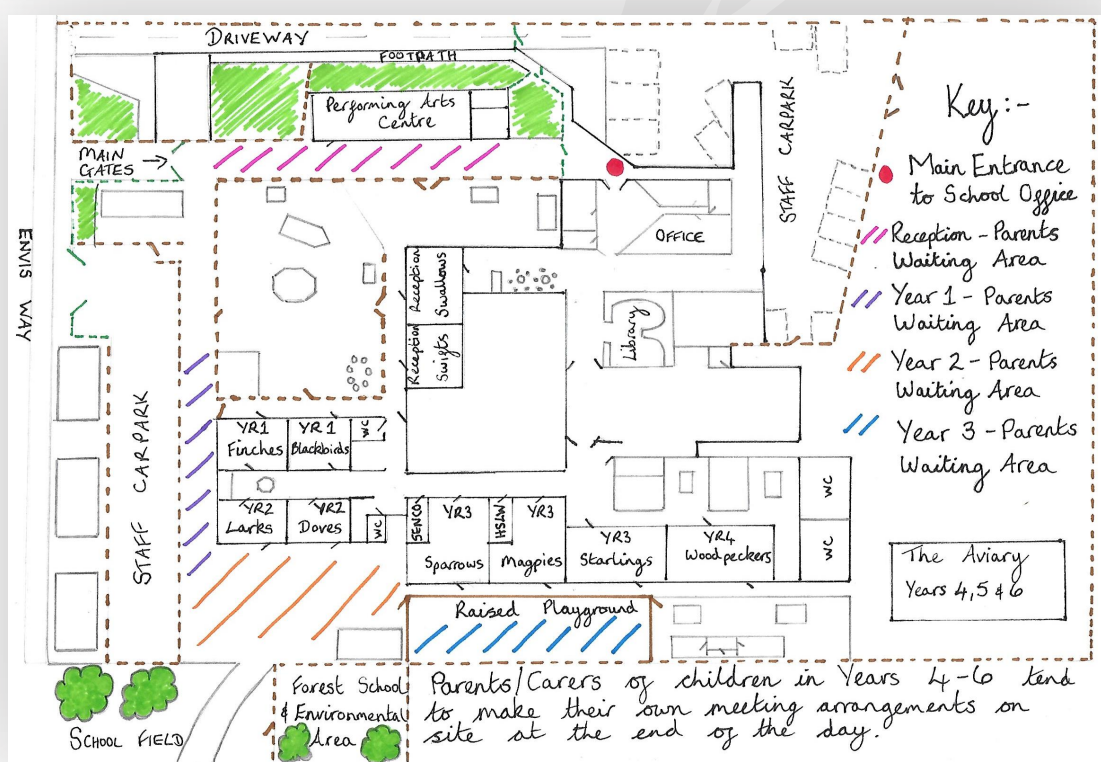 DRIVEWAY
FOOTPATH
Performing Arts
Centre
MAIN
GATES
ENVIS WAY
STAFF CARPARK
OFFICE
Library
Reception
Swallows
Reception
Swifts
YR1
Finches
YR1
Blackbirds
WC
YR2
Larks
YR2
Doves
WC
SENCO
YR3
Sparrows
YR3
Magpies
YR3
Starlings
YR4
Woodpeckers
WC
WC
STAFF CARPARK
Raised Playground
SCHOOL FIELD
Forest School
& Environmental
Area
Key:-
Main Entrance
to School Office
Reception - Parents
Waiting Area
Year 1 - Parents
Waiting Area
Year 2 - Parents
Waiting Area
Year 3 - Parents
Waiting Area
The Aviary
Years 4,5 & 6
Parents/Carers of children in Years 4-6 tend
to make their own meeting arrangements on
site at the end of the day.